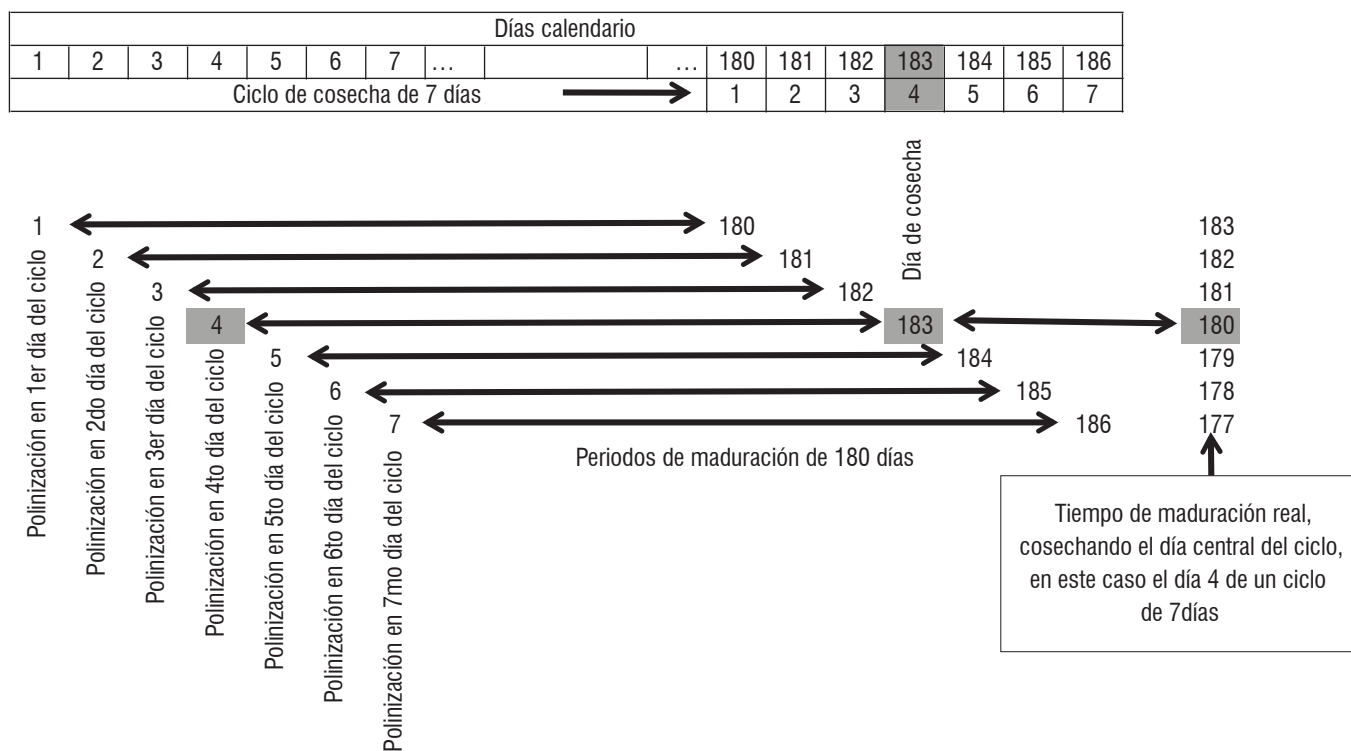 Días calendario
1 2 3 4 5 6 7 ... ... 180 181 182 183 184 185 186
Ciclo de cosecha de 7 días 1 2 3 4 5 6 7
Día de cosecha
1 180 183
2 181 182
3 182 181
4 183 180
5 184 179
6 185 178
7 186 177
Polinización en 1er día del ciclo
Polinización en 2do día del ciclo
Polinización en 3er día del ciclo
Polinización en 4to día del ciclo
Polinización en 5to día del ciclo
Polinización en 6to día del ciclo
Polinización en 7mo día del ciclo
Periodos de maduración de 180 días
Tiempo de maduración real,
cosechando el día central del ciclo,
en este caso el día 4 de un ciclo
de 7días